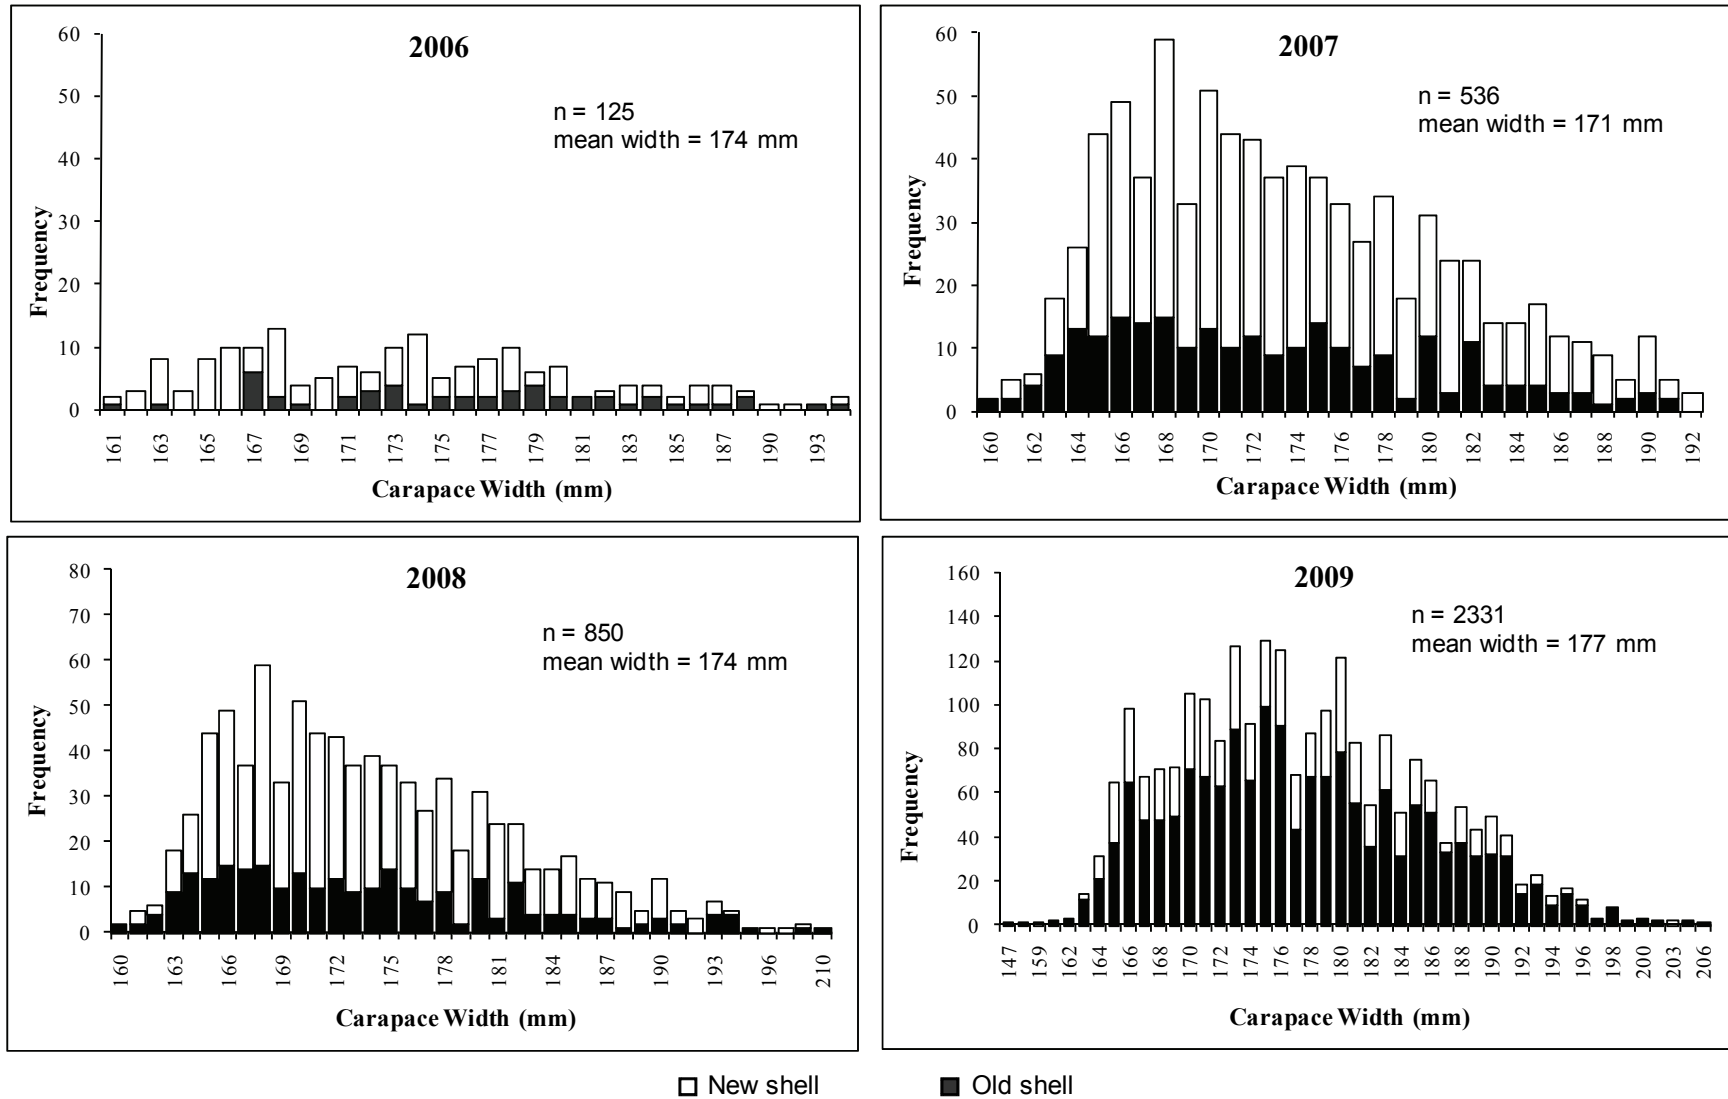 2006
n = 125
mean width = 174 mm
60
50
40
30
20
10
0
Frequency
161 163 165 167 169 171 173 175 177 179 181 183 185 187 190 193
Carapace Width (mm)
2007
n = 536
mean width = 171 mm
60
50
40
30
20
10
0
Frequency
160 162 164 166 168 170 172 174 176 178 180 182 184 186 188 190 192
Carapace Width (mm)
2008
n = 850
mean width = 174 mm
80
70
60
50
40
30
20
10
0
Frequency
160 163 166 169 172 175 178 181 184 187 190 193 196 210
Carapace Width (mm)
2009
n = 2331
mean width = 177 mm
160
140
120
100
80
60
40
20
0
Frequency
147 159 162 164 166 168 170 172 174 176 178 180 182 184 186 188 190 192 194 196 198 200 203 206
Carapace Width (mm)
New shell
Old shell